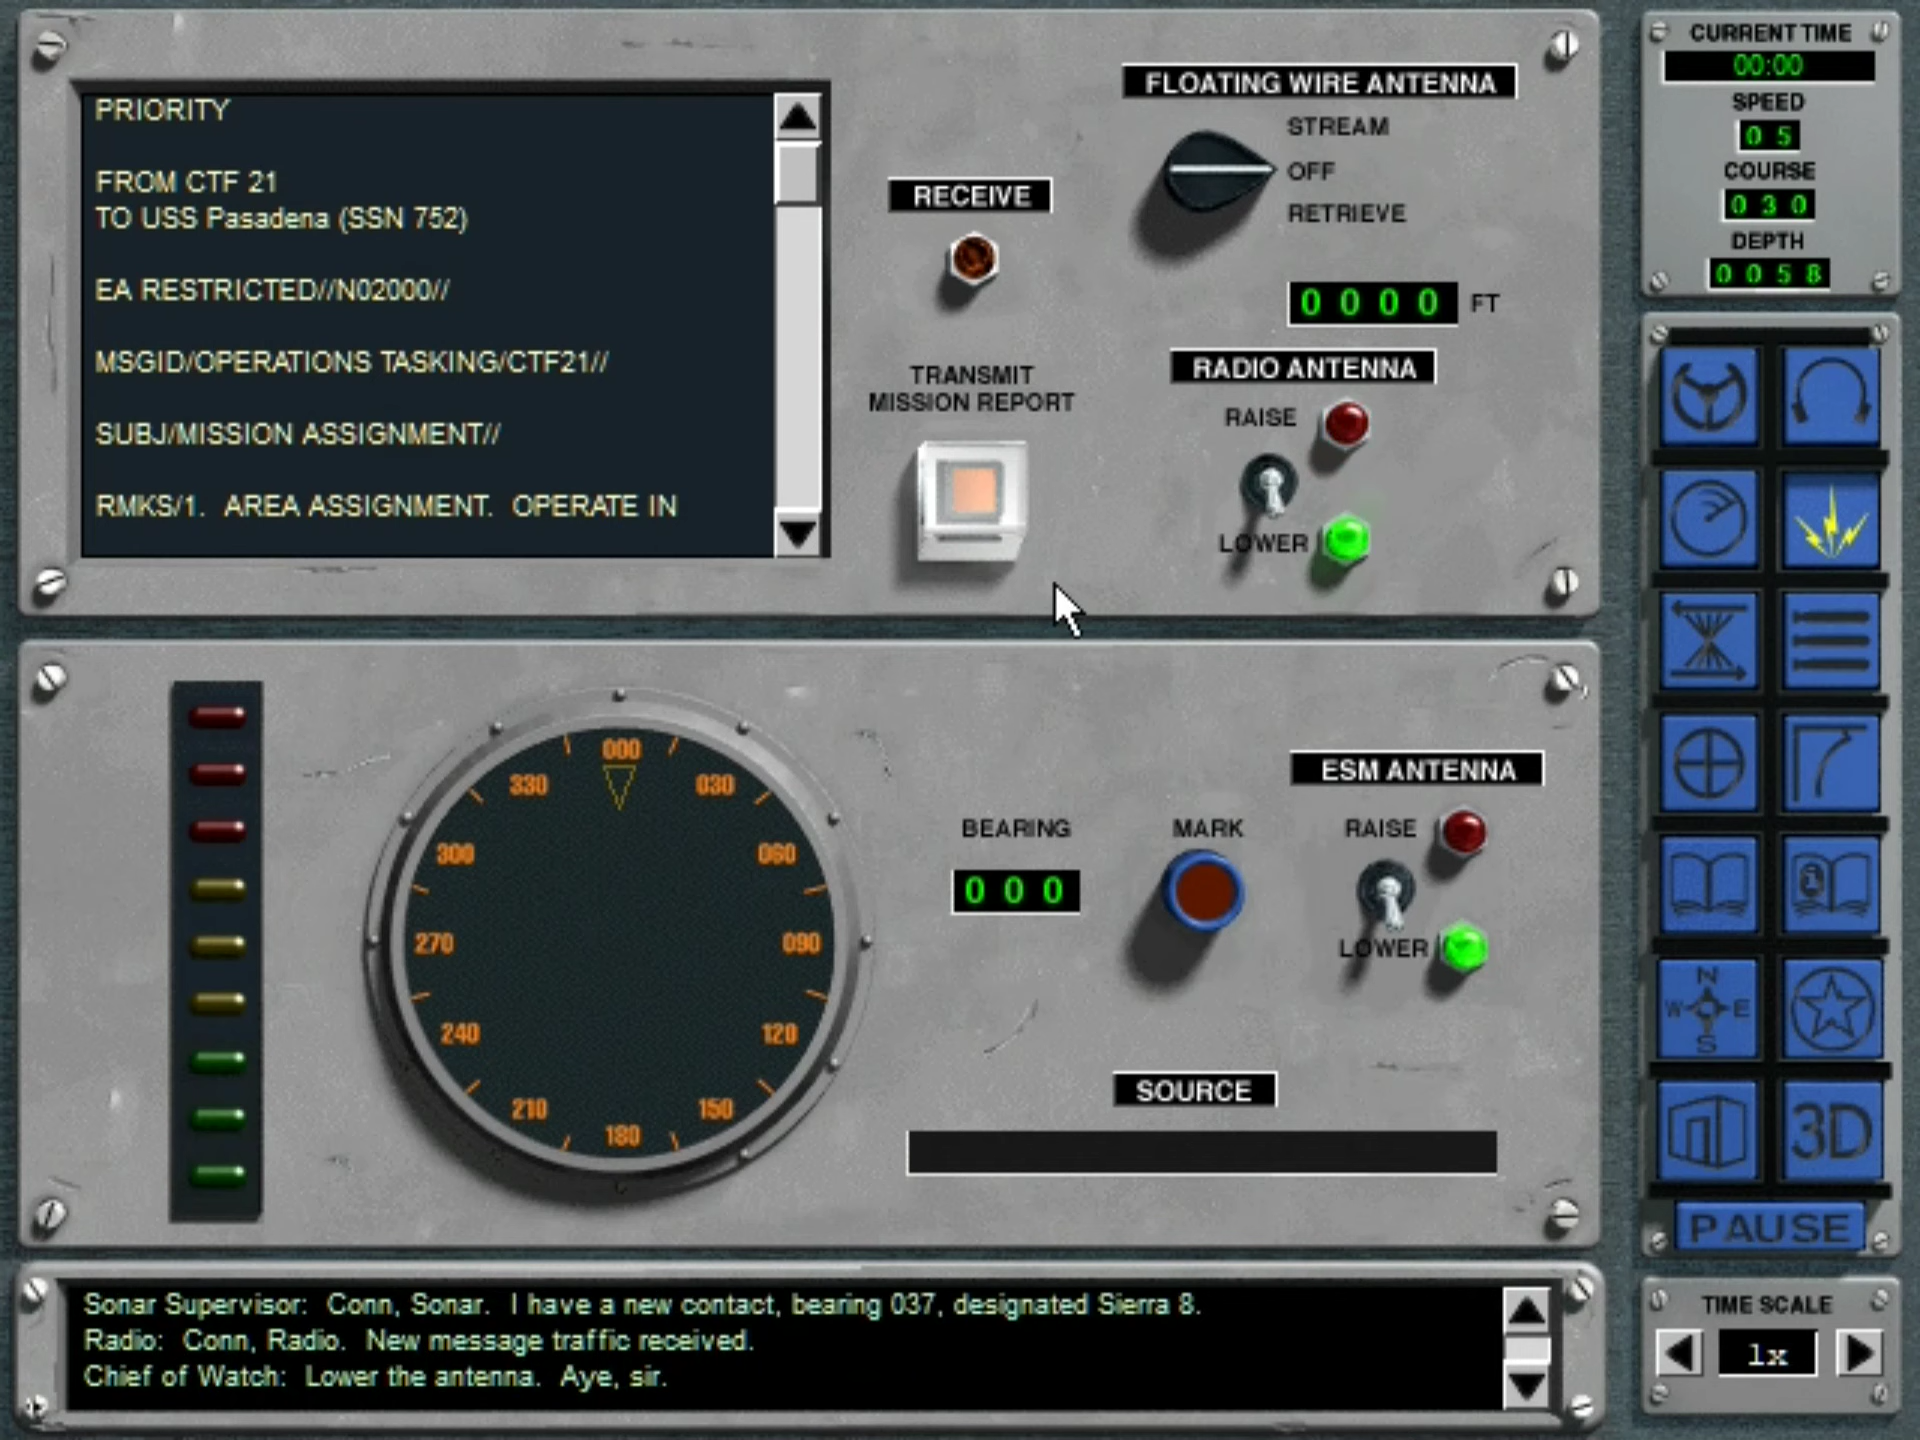 PRIORITY
FROM CTF 21
TO USS Pasadena (SSN 752)
EA RESTRICTED//N02000//
MSGID/OPERATIONS TASKING/CTF21//
SUBJ/MISSION ASSIGNMENT//
RMKS/1.  AREA ASSIGNMENT.  OPERATE IN
RECEIVE
TRANSMIT
MISSION REPORT
FLOATING WIRE ANTENNA
STREAM
OFF
RETRIEVE
0000 FT
RADIO ANTENNA
RAISE
LOWER
CURRENT TIME
00:00
SPEED
05
COURSE
030
DEPTH
0058
000
030
060
090
120
150
180
210
240
270
300
330
BEARING
000
MARK
ESM ANTENNA
RAISE
LOWER
SOURCE
N
W E
S
3D
PAUSE
TIME SCALE
1x
Sonar Supervisor:  Conn, Sonar.  I have a new contact, bearing 037, designated Sierra 8.
Radio:  Conn, Radio.  New message traffic received.
Chief of Watch:  Lower the antenna.  Aye, sir.